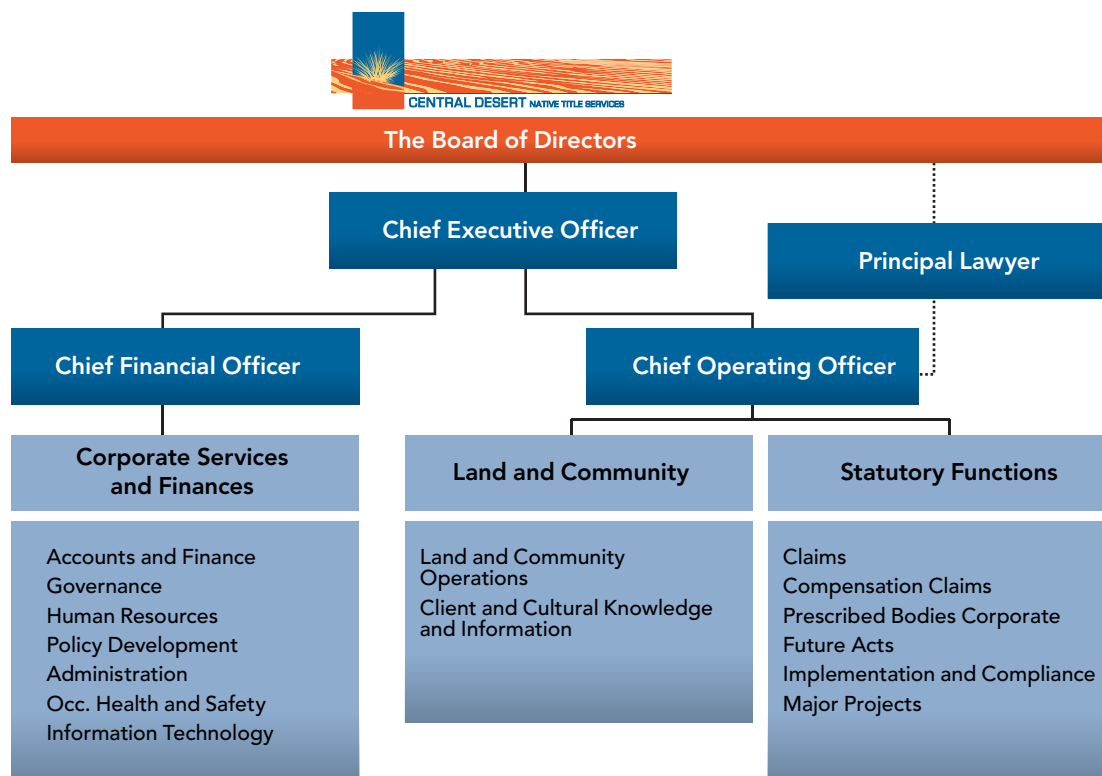 CENTRAL DESERT NATIVE TITLE SERVICES
The Board of Directors
Chief Executive Officer
Principal Lawyer
Chief Financial Officer
Chief Operating Officer
Corporate Services
and Finances
Land and Community
Statutory Functions
Accounts and Finance
Governance
Human Resources
Policy Development
Administration
Occ. Health and Safety
Information Technology
Land and Community
Operations
Client and Cultural Knowledge
and Information
Claims
Compensation Claims
Prescribed Bodies Corporate
Future Acts
Implementation and Compliance
Major Projects